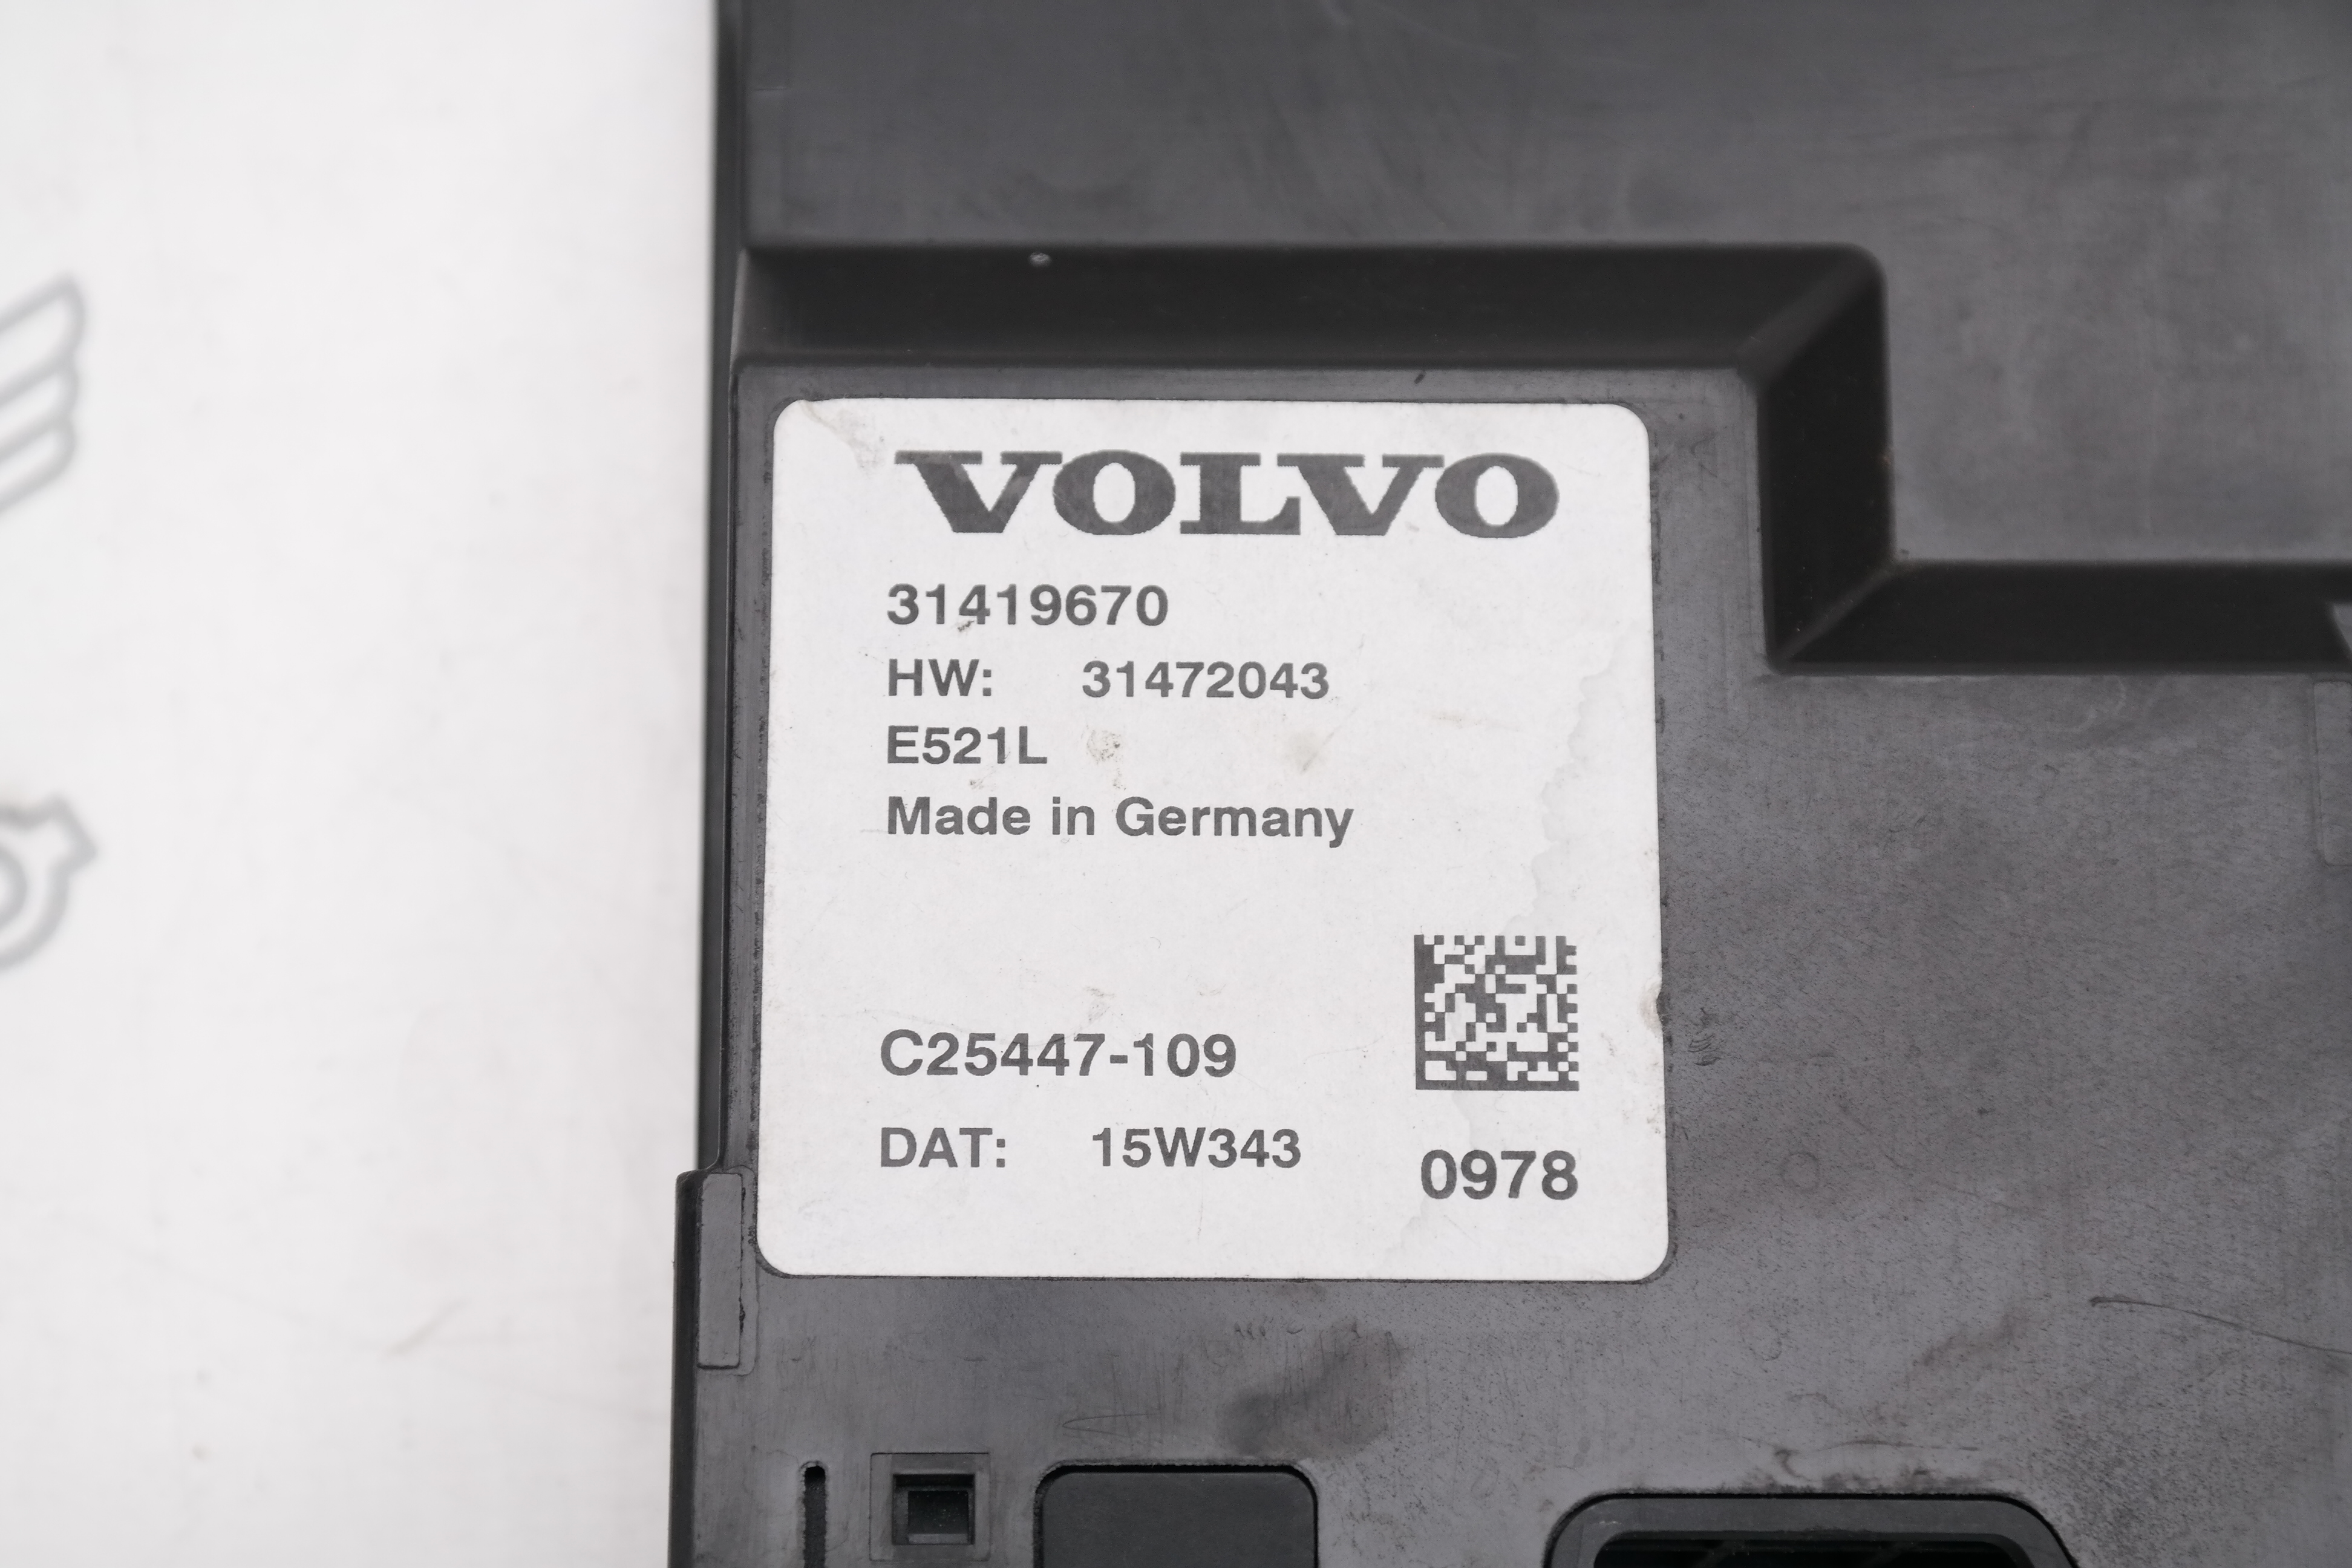 VOLVO
31419670
HW: 31472043
E521L
Made in Germany
C25447-109
DAT: 15W343
0978